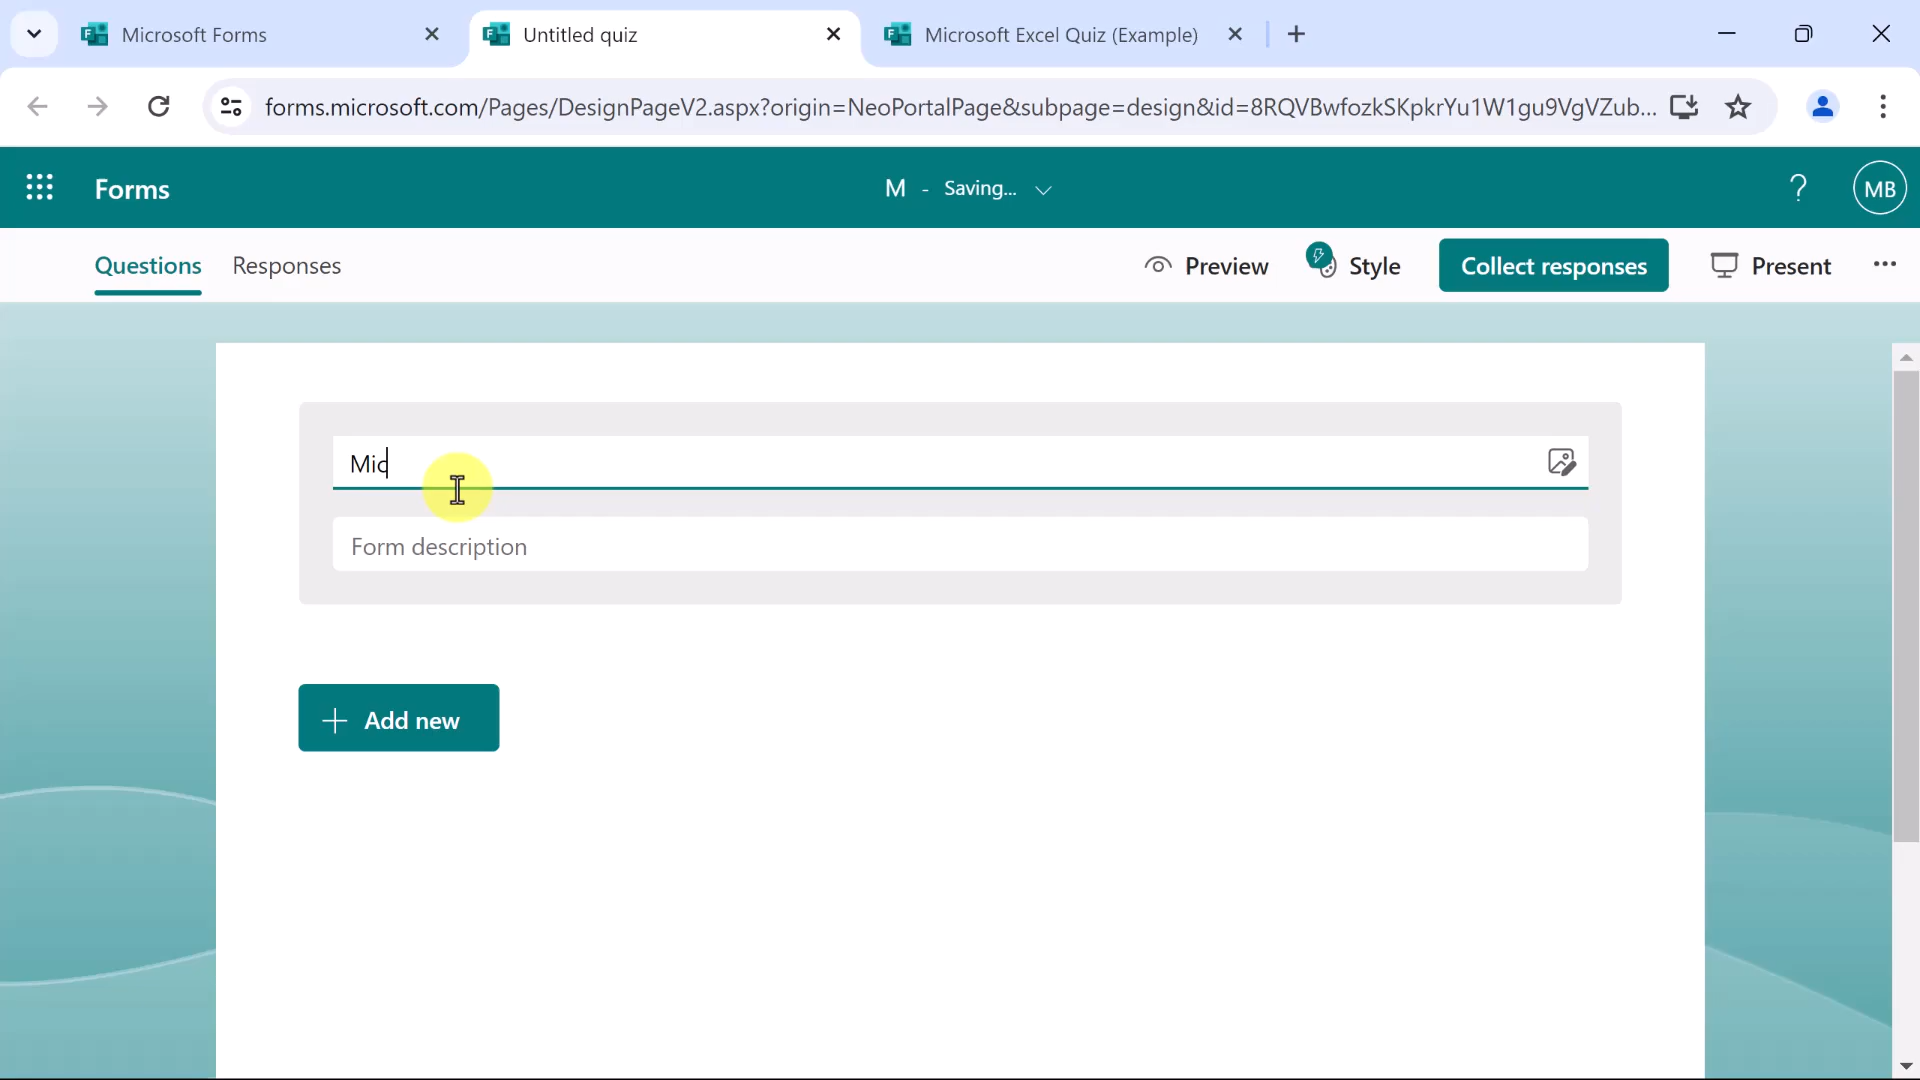 Microsoft Forms
Untitled quiz
Microsoft Excel Quiz (Example)
forms.microsoft.com/Pages/DesignPageV2.aspx?origin=NeoPortalPage&subpage=design&id=8RQVBwfozkSKpkrYu1W1gu9VgVZub...
Forms
M - Saving...
?
MB
Questions
Responses
Preview
Style
Collect responses
Present
Mic
Form description
Add new